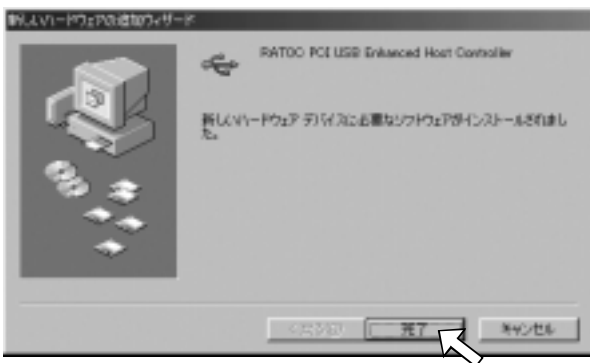 新しいハードウェアの追加ウィザード
RATOC PCI USB Enhanced Host Controller
新しいハードウェア デバイスに必要なソフトウェアがインストールされまし
た。
完了
キャンセル